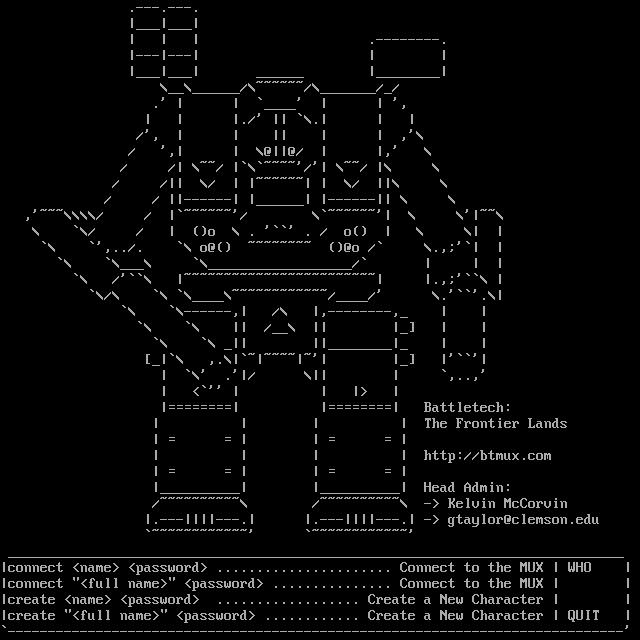 Battletech:
The Frontier Lands
http://btmux.com
Head Admin:
-> Kelvin McCorvin
-> gtaylor@clemson.edu
connect <name> <password> ...................... Connect to the MUX | WHO
connect "<full name>" <password> ............... Connect to the MUX |
create <name> <password> .................. Create a New Character |
create "<full name>" <password> ............ Create a New Character | QUIT